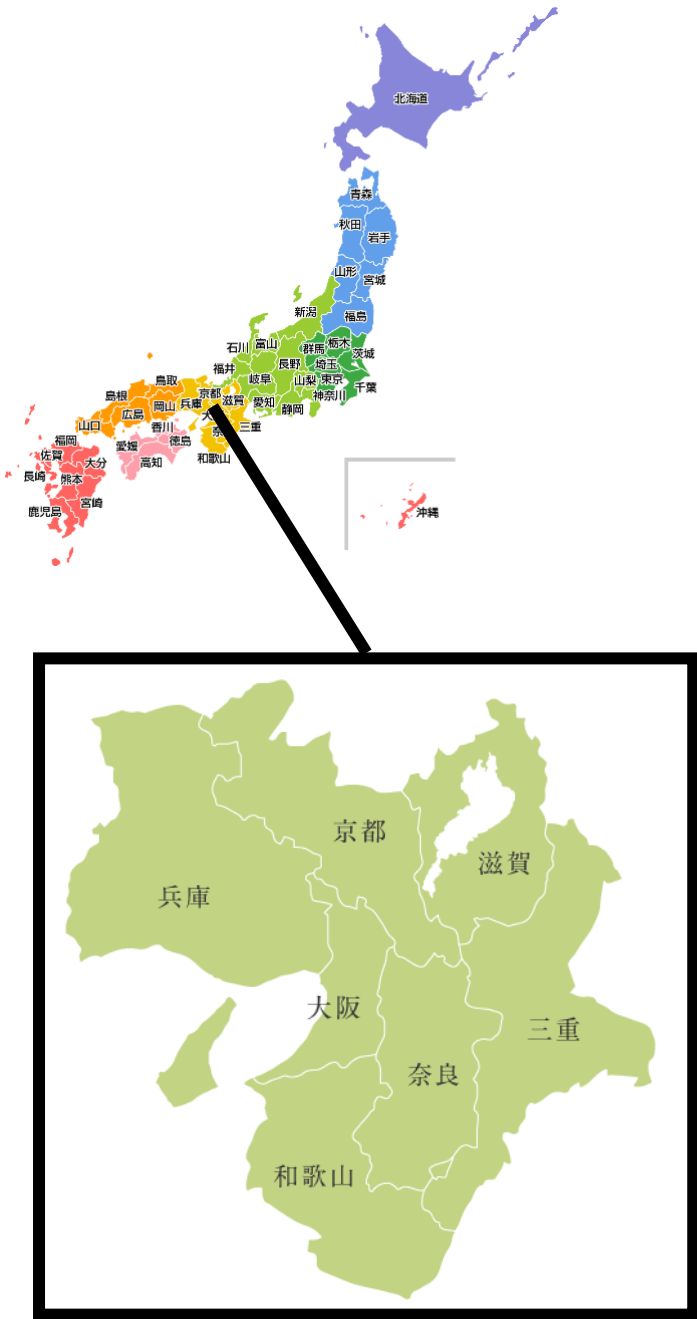 北海道
青森
秋田
岩手
山形
宮城
新潟
福島
石川
富山
群馬
栃木
茨城
福井
長野
埼玉
岐阜
山梨
東京
千葉
鳥取
京都
島根
兵庫
滋賀
愛知
神奈川
岡山
静岡
広島
山口
香川
三重
福岡
愛媛
徳島
和歌山
佐賀
大分
高知
長崎
熊本
宮崎
鹿児島
沖縄
京都
滋賀
兵庫
大阪
三重
奈良
和歌山